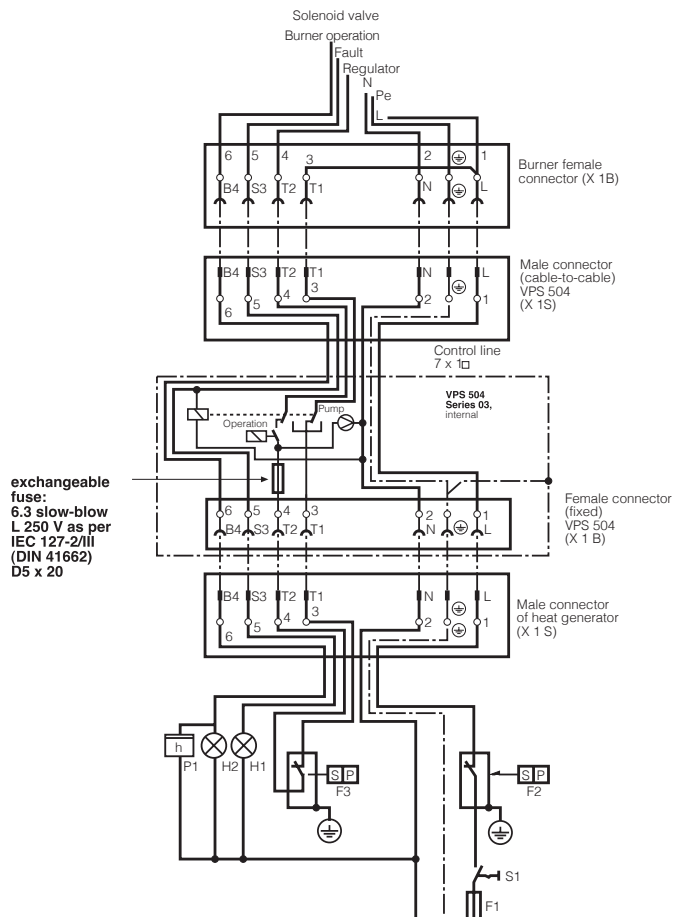 Solenoid valve
Burner operation
Fault
Regulator
N
Pe
L
6 5 4 3 2 1
B4 S3 T2 T1 N L
Burner female
connector (X 1B)
B4 S3 T2 T1 N L
6 5 4 3 2 1
Male connector
(cable-to-cable)
VPS 504
(X 1S)
Control line
7 x 1□
VPS 504
Series 03,
internal
Pump
Operation
exchangeable
fuse:
6.3 slow-blow
L 250 V as per
IEC 127-2/III
(DIN 41662)
D5 x 20
6 5 4 3 2 1
B4 S3 T2 T1 N L
Female connector
(fixed)
VPS 504
(X 1 B)
B4 S3 T2 T1 N L
6 5 4 3 2 1
Male connector
of heat generator
(X 1 S)
h
P1
H2
H1
S P
F3
S P
F2
S1
F1